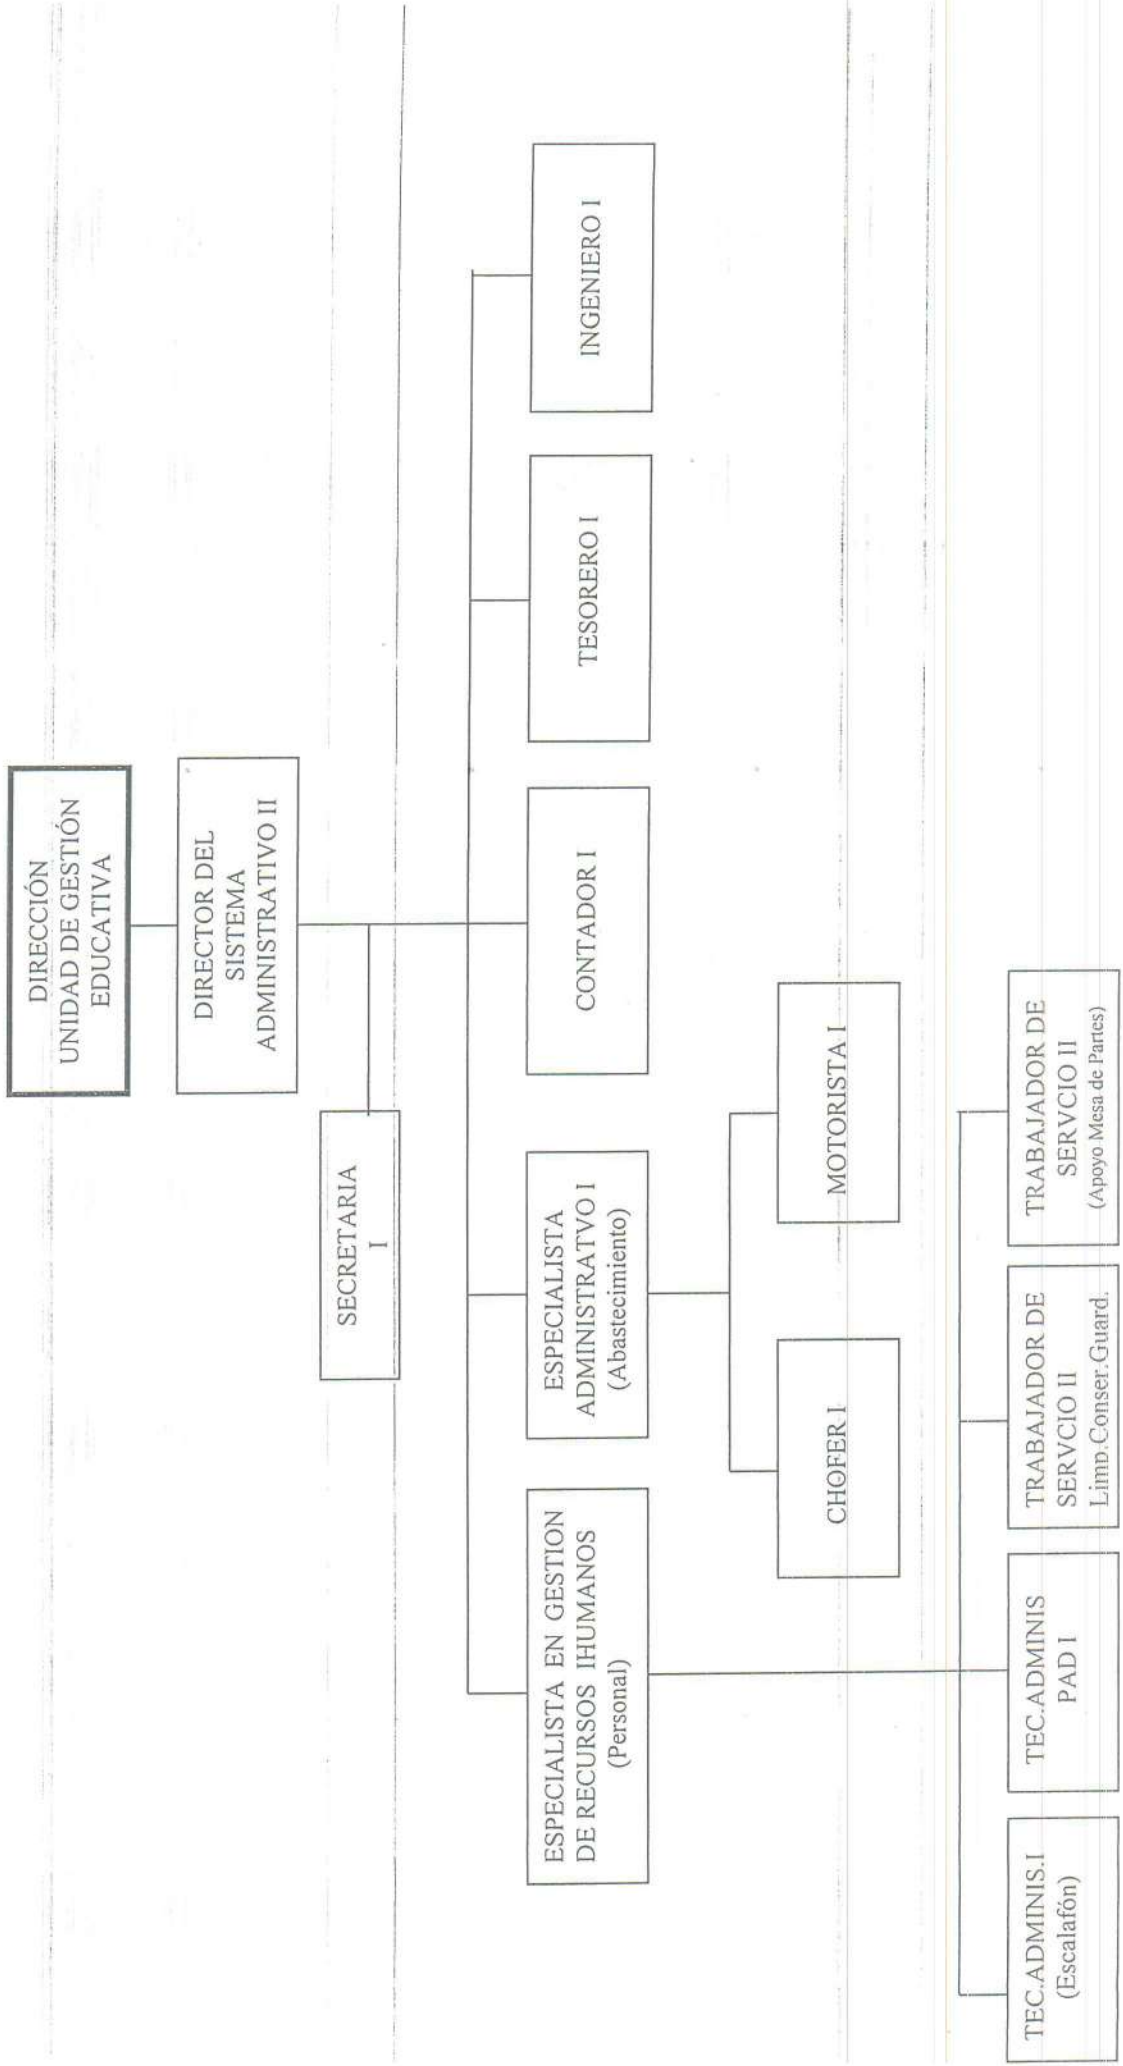 DIRECCIÓN
UNIDAD DE GESTIÓN
EDUCATIVA
DIRECTOR DEL
SISTEMA
ADMINISTRATIVO II
SECRETARIA
I
ESPECIALISTA EN GESTION
DE RECURSOS IHUMANOS
(Personal)
ESPECIALISTA
ADMINISTRATVO I
(Abastecimiento)
CONTADOR I
TESORERO I
INGENIERO I
CHOFER I
MOTORISTA I
TEC.ADMINIS.I
(Escalafón)
TEC.ADMINIS
PAD I
TRABAJADOR DE
SERVCIO II
Limp.Conser.Guard.
TRABAJADOR DE
SERVCIO II
(Apoyo Mesa de Partes)